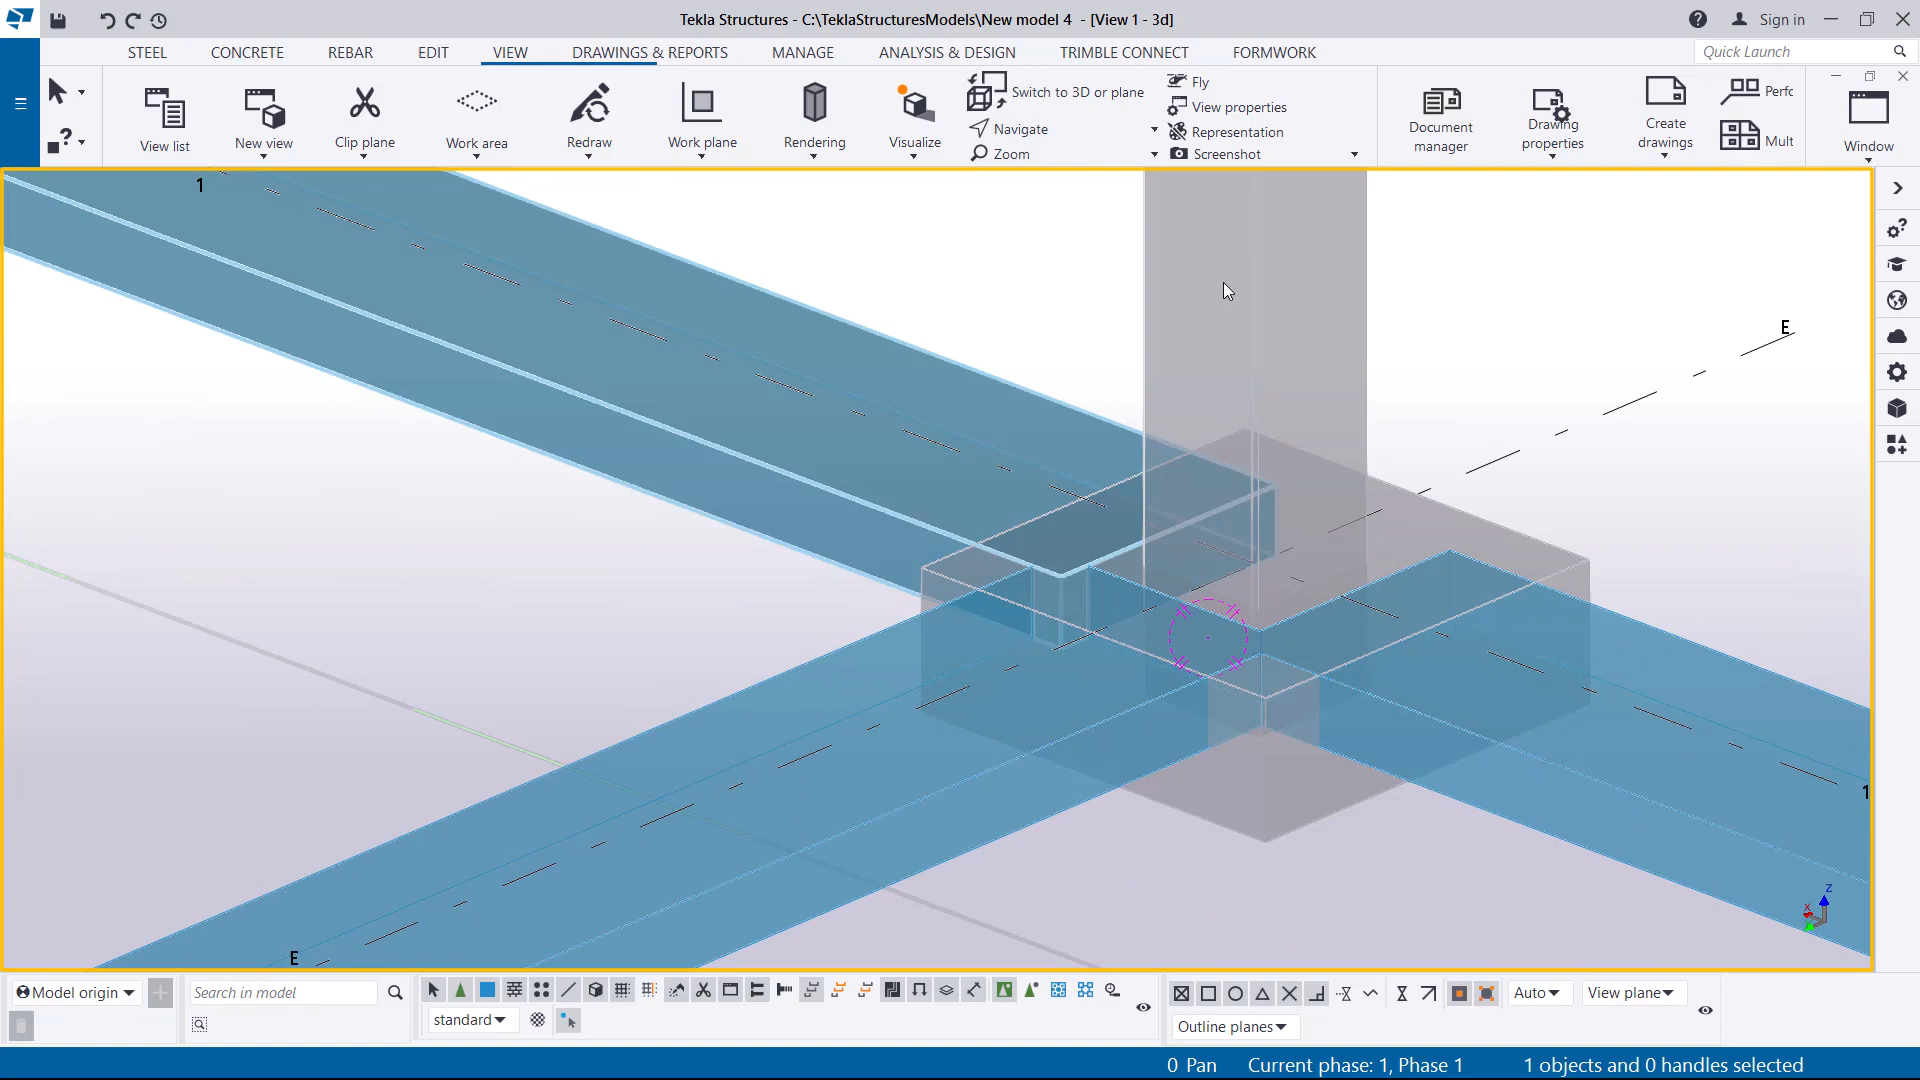 Tekla Structures - C:\TeklaStructuresModels\New model 4 - [View 1 - 3d]
Sign in
STEEL CONCRETE REBAR EDIT VIEW DRAWINGS & REPORTS MANAGE ANALYSIS & DESIGN TRIMBLE CONNECT FORMWORK
Quick Launch
View list
New view
Clip plane
Work area
Redraw
Work plane
Rendering
Visualize
Switch to 3D or plane
Navigate
Zoom
Fly
View properties
Representation
Screenshot
Document
manager
Drawing
properties
Create
drawings
Perfc
Mult
Window
1
E
1
E
Z
X
Model origin
Search in model
standard
Auto
View plane
Outline planes
0 Pan
Current phase: 1, Phase 1
1 objects and 0 handles selected